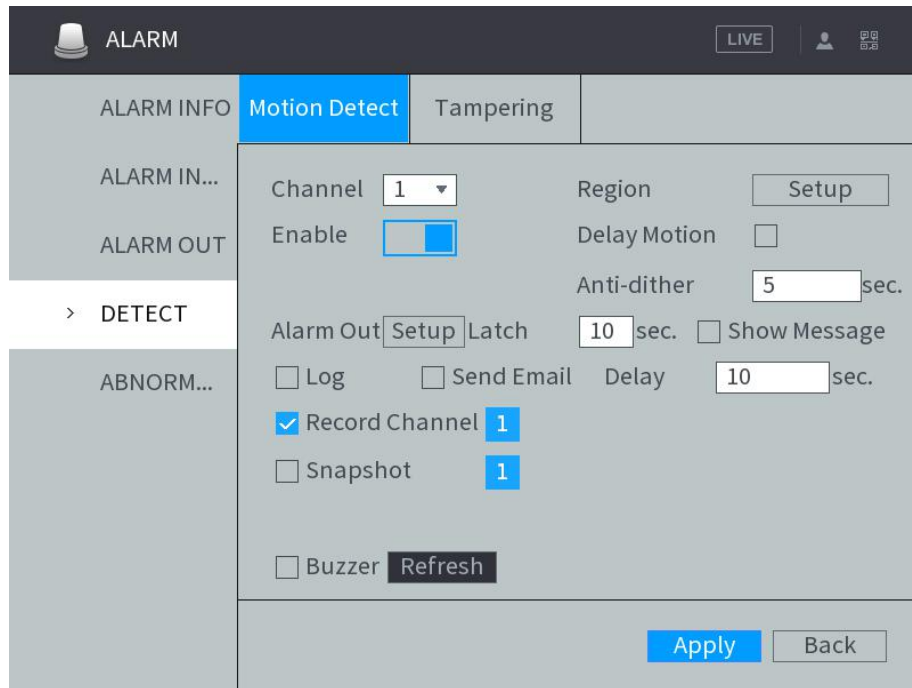 ALARM
LIVE
ALARM INFO
ALARM IN...
ALARM OUT
> DETECT
ABNORM...
Motion Detect Tampering
Channel 1 Region Setup
Enable Delay Motion
Anti-dither 5 sec.
Alarm Out Setup Latch 10 sec. Show Message
Log Send Email Delay 10 sec.
Record Channel 1
Snapshot 1
Buzzer Refresh
Apply Back